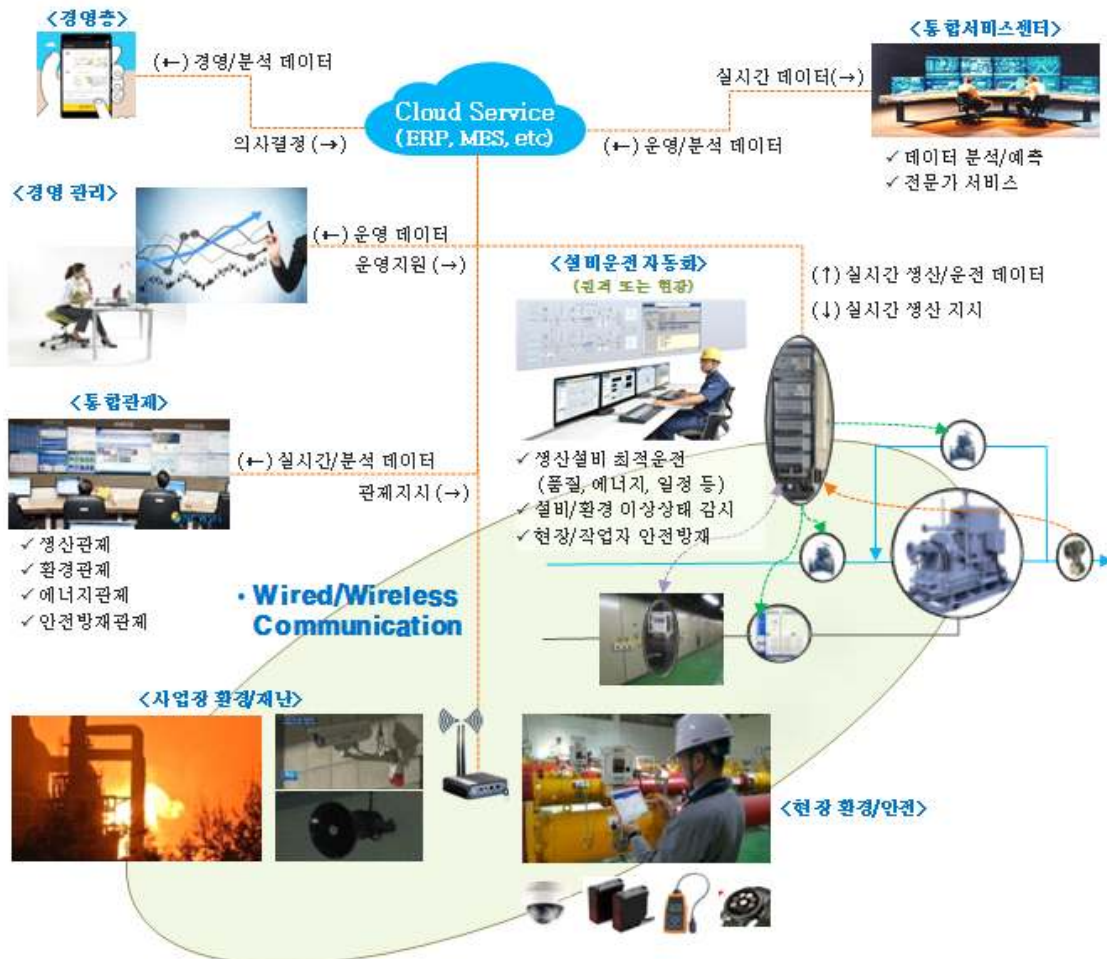 <경영층>
(←) 경영/분석 데이터
의사결정 (→)
Cloud Service
(ERP, MES, etc)
<통합서비스센터>
실시간 데이터(→)
(←) 운영/분석 데이터
✓ 데이터 분석/예측
✓ 전문가 서비스
<경영 관리>
(←) 운영 데이터
운영지원 (→)
<설비운전 자동화>
(원격 또는 현장)
(↑) 실시간 생산/운전 데이터
(↓) 실시간 생산 지시
<통합관제>
(←) 실시간/분석 데이터
관제지시 (→)
✓ 생산관제
✓ 환경관제
✓ 에너지관제
✓ 안전방재관제
✓ 생산설비 최적운전
(품질, 에너지, 일정 등)
✓ 설비/환경 이상상태 감시
✓ 현장/작업자 안전방재
• Wired/Wireless
Communication
<사업장 환경/재난>
<현장 환경/안전>